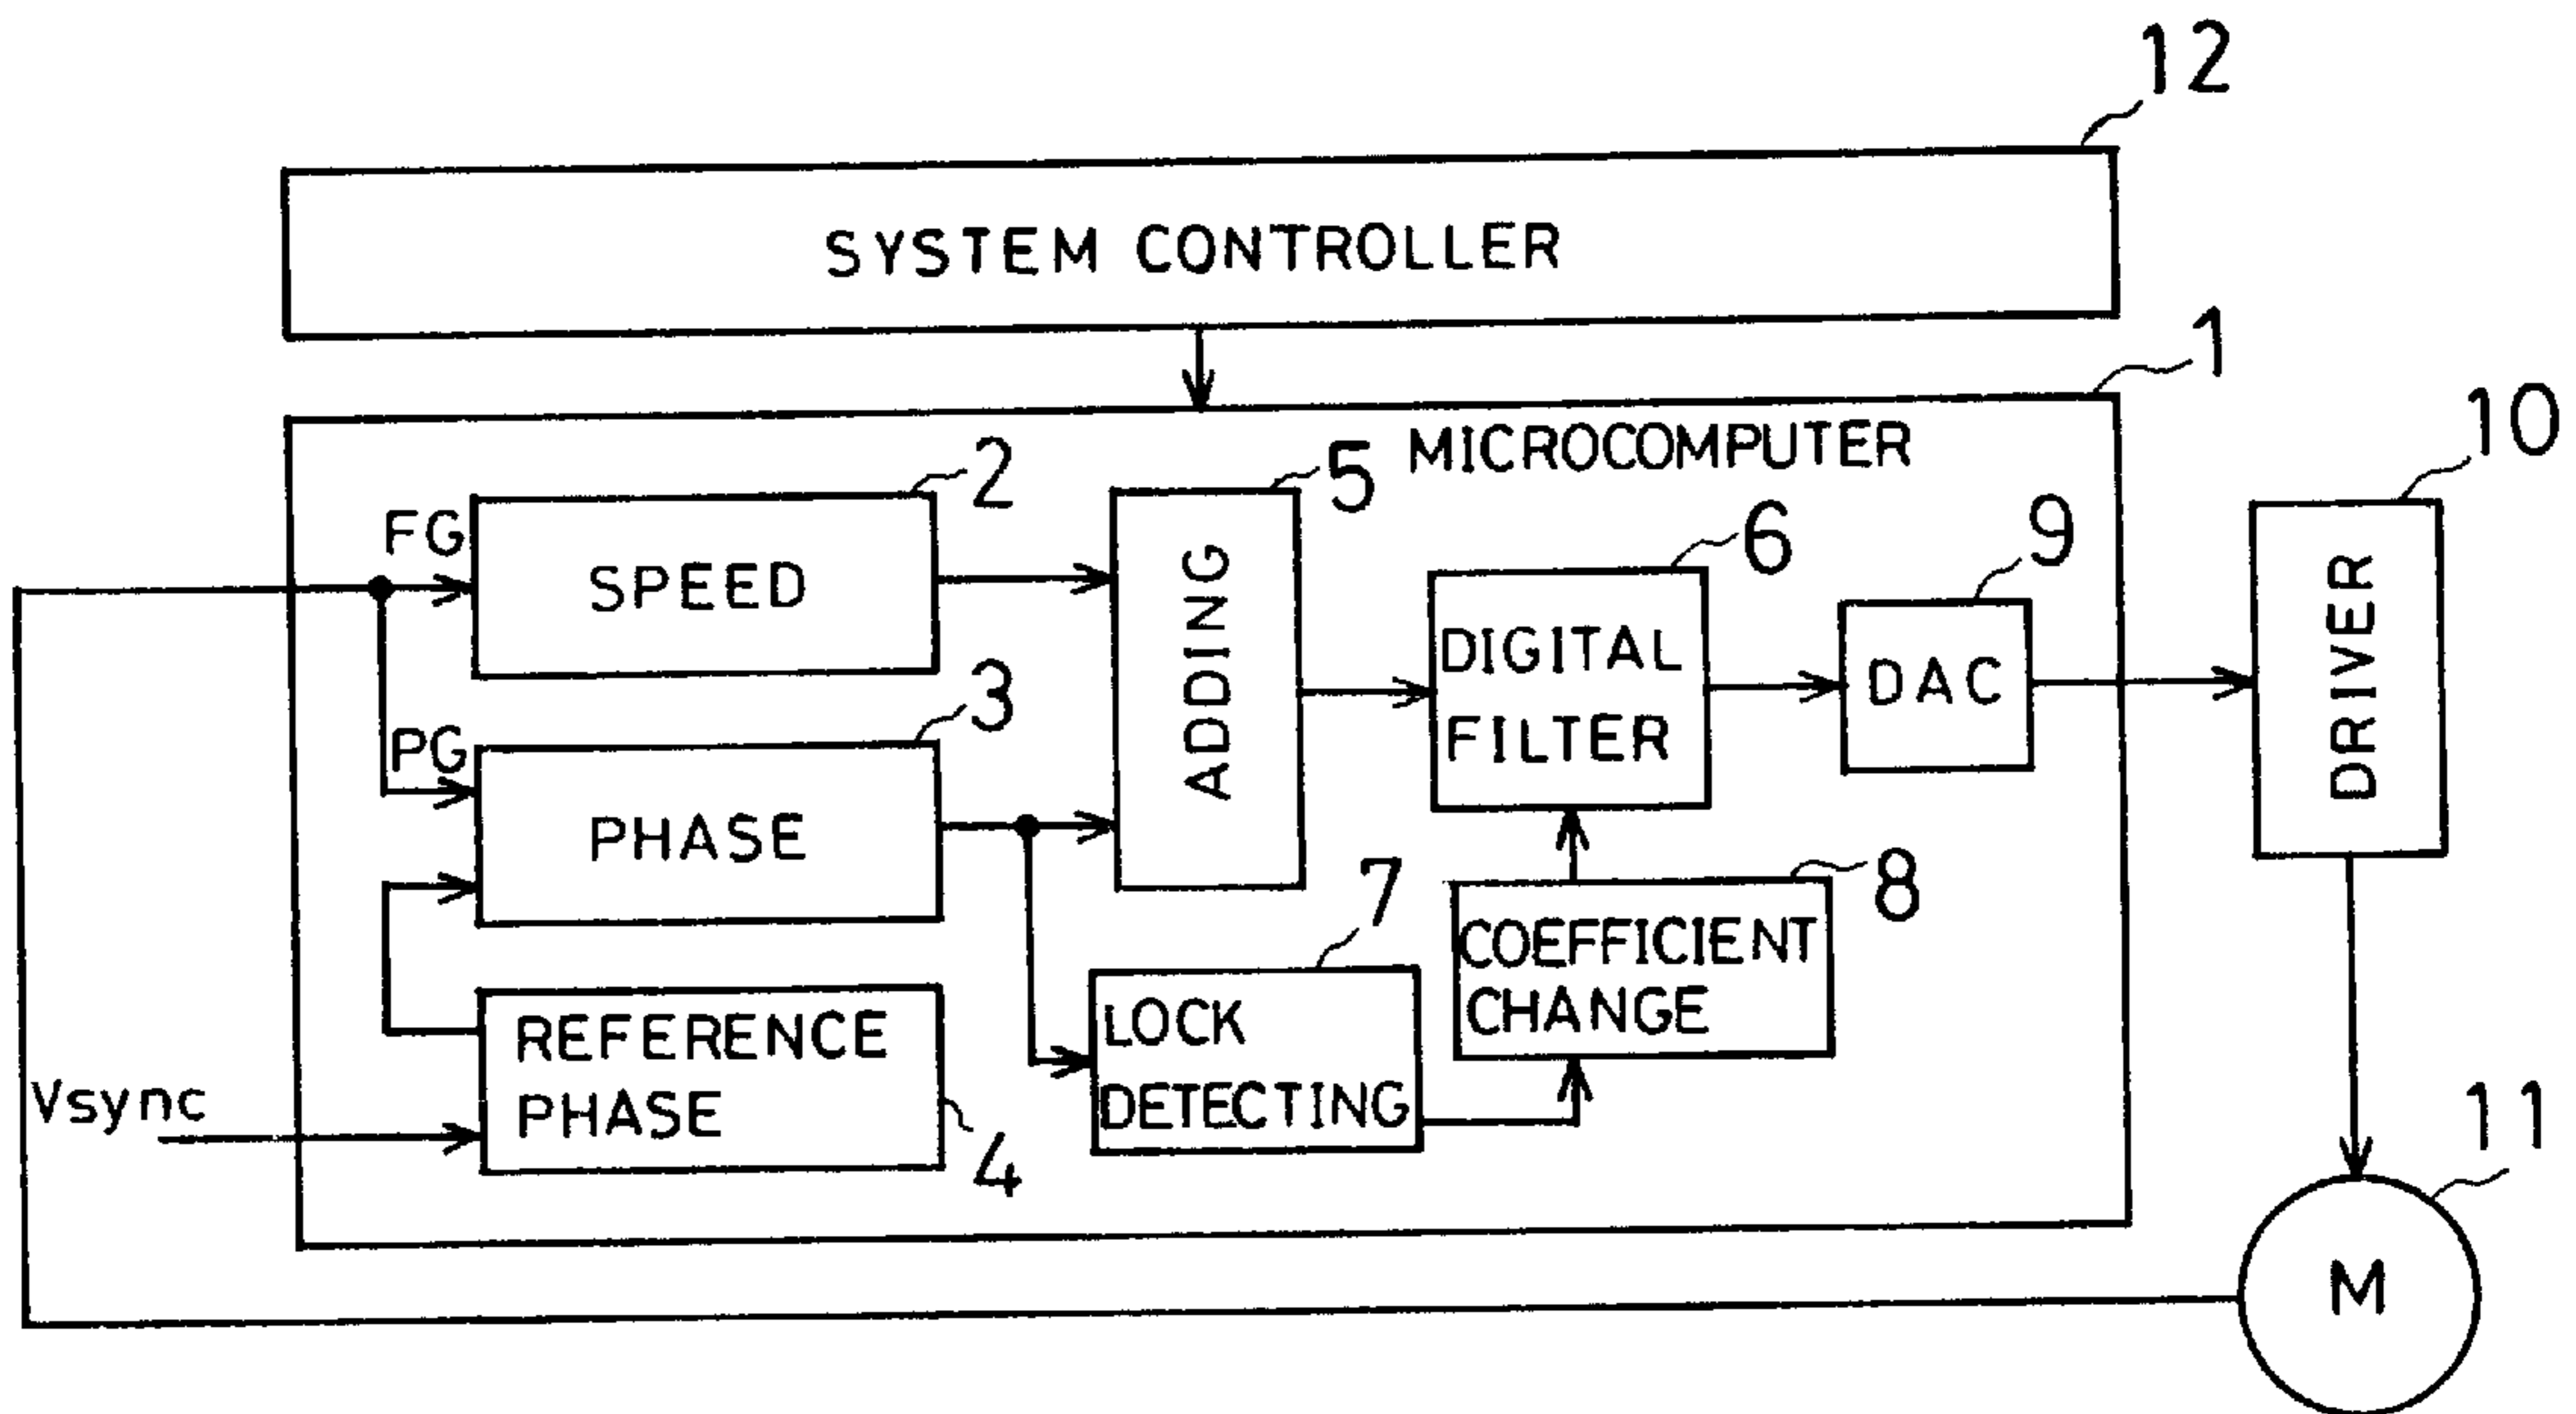 12
SYSTEM CONTROLLER
1
MICROCOMPUTER
10
2
5
FG
SPEED
6
9
ADDING
DIGITAL
FILTER
DAC
DRIVER
3
PG
PHASE
7
8
COEFFICIENT
CHANGE
REFERENCE
PHASE
LOCK
DETECTING
Vsync
4
11
M